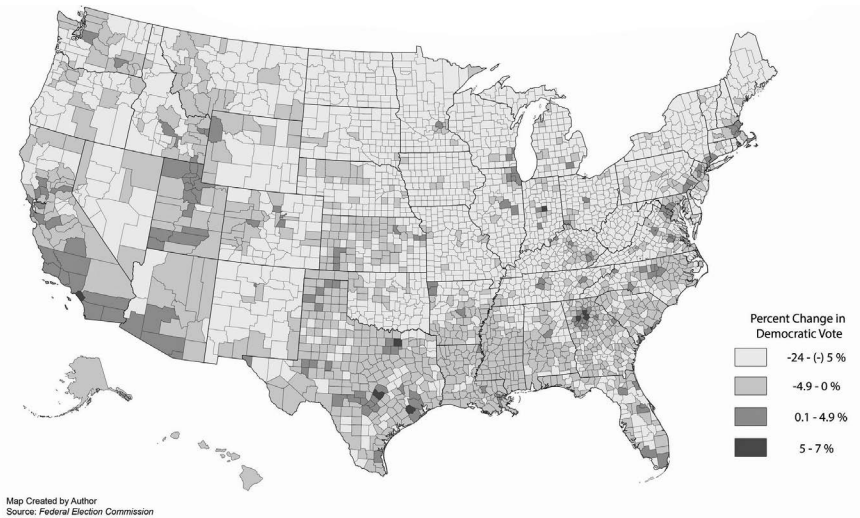 Percent Change in
Democratic Vote
-24 - (-) 5 %
-4.9 - 0 %
0.1 - 4.9 %
5 - 7 %
Map Created by Author
Source: Federal Election Commission